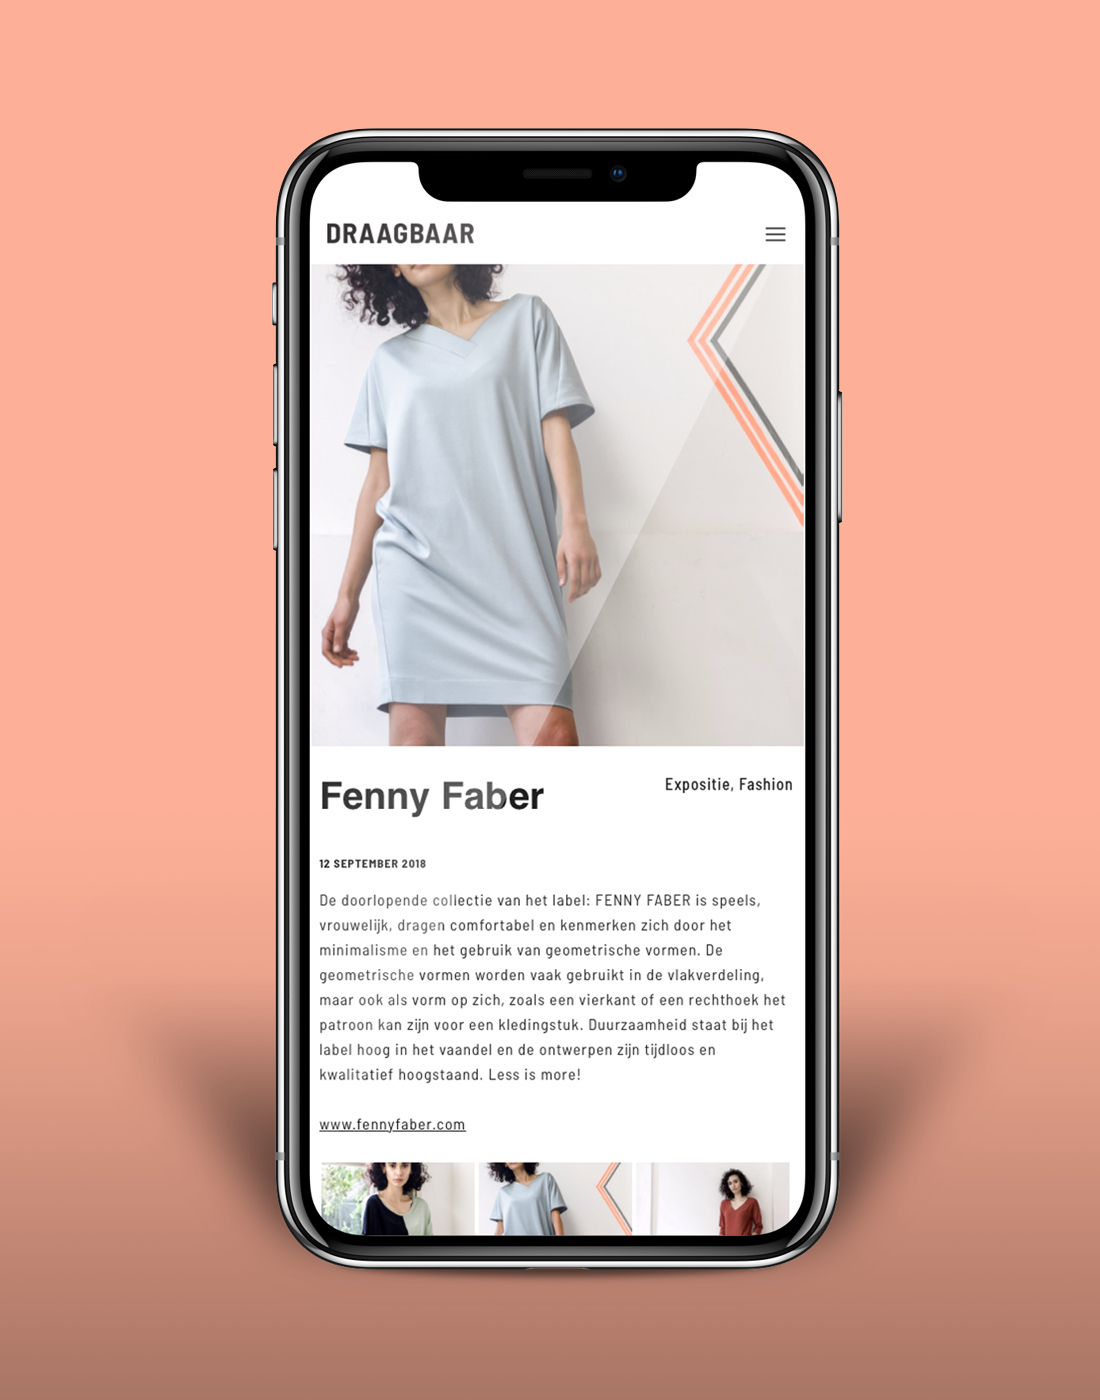 DRAAGBAAR
Fenny Faber
Expositie, Fashion
12 SEPTEMBER 2018
De doorlopende collectie van het label: FENNY FABER is speels,
vrouwelijk, dragen comfortabel en kenmerken zich door het
minimalisme en het gebruik van geometrische vormen. De
geometrische vormen worden vaak gebruikt in de vlakverdeling,
maar ook als vorm op zich, zoals een vierkant of een rechthoek het
patroon kan zijn voor een kledingstuk. Duurzaamheid staat bij het
label hoog in het vaandel en de ontwerpen zijn tijdloos en
kwalitatief hoogstaand. Less is more!
www.fennyfaber.com